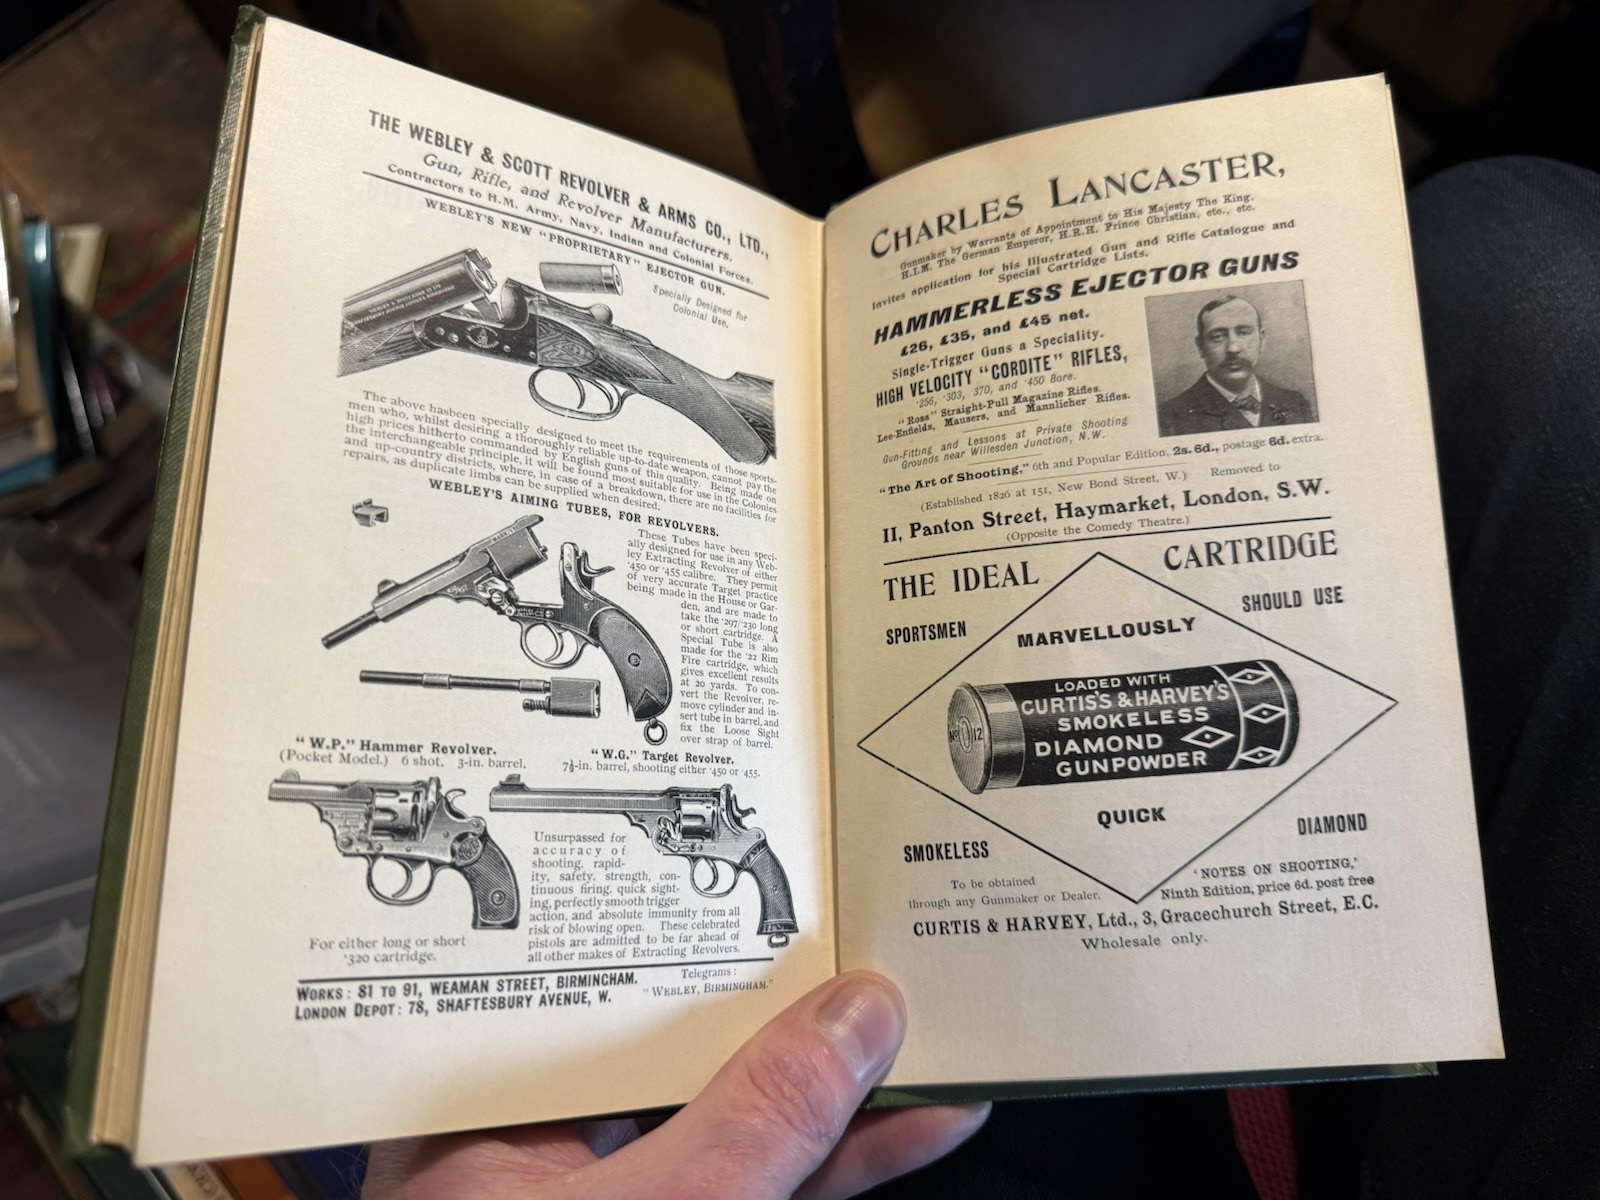 THE WEBLEY & SCOTT REVOLVER & ARMS CO., LTD.,
Gun, Rifle, and Revolver Manufacturers.
Contractors to H.M. Army, Navy, Indian and Colonial Forces.
WEBLEY'S NEW "PROPRIETARY" EJECTOR GUN.
Specially Designed for
Colonial Use.
The above hasbeen specially designed to meet the requirements of those sports-
men who, whilst desiring a thoroughly reliable up-to-date weapon, cannot pay the
high prices hitherto commanded by English guns of this quality. Being made on
the interchangeable principle, it will be found most suitable for use in the Colonies
and up-country districts, where, in case of a breakdown, there are no facilities for
repairs, as duplicate limbs can be supplied when desired.
WEBLEY'S AIMING TUBES, FOR REVOLVERS.
These Tubes have been speci-
ally designed for use in any Web-
ley Extracting Revolver of either
'450 or '455 calibre. They permit
of very accurate Target practice
being made in the House or Gar-
den, and are made to
take the '297/'230 long
or short cartridge. A
Special Tube is also
made for the '22 Rim
Fire cartridge, which
gives excellent results
at 20 yards. To con-
vert the Revolver, re-
move cylinder and in-
sert tube in barrel, and
fix the Loose Sight
over strap of barrel.
"W.P." Hammer Revolver.
(Pocket Model.) 6 shot. 3-in. barrel.
"W.G." Target Revolver.
7½-in. barrel, shooting either '450 or '455.
For either long or short
'320 cartridge.
Unsurpassed for
accuracy of
shooting, rapid-
ity, safety, strength, con-
tinuous firing, quick sight-
ing, perfectly smooth trigger
action, and absolute immunity from all
risk of blowing open. These celebrated
pistols are admitted to be far ahead of
all other makes of Extracting Revolvers.
WORKS: 81 TO 91, WEAMAN STREET, BIRMINGHAM.
LONDON DEPOT: 78, SHAFTESBURY AVENUE, W.
Telegrams:
"WEBLEY, BIRMINGHAM."
CHARLES LANCASTER,
Gunmaker by Warrants of Appointment to His Majesty The King,
H.I.M. The German Emperor, H.R.H. Prince Christian, etc., etc.
Invites application for his Illustrated Gun and Rifle Catalogue and
Special Cartridge Lists.
HAMMERLESS EJECTOR GUNS
£26, £35, and £45 net.
Single-Trigger Guns a Speciality.
HIGH VELOCITY "CORDITE" RIFLES,
'256, '303, 370, and '450 Bore.
"Ross" Straight-Pull Magazine Rifles.
Lee-Enfields, Mausers, and Mannlicher Rifles.
Gun-Fitting and Lessons at Private Shooting
Grounds near Willesden Junction, N.W.
"The Art of Shooting," 6th and Popular Edition, 2s. 6d., postage 6d. extra.
(Established 1826 at 151, New Bond Street, W.) Removed to
11, Panton Street, Haymarket, London, S.W.
(Opposite the Comedy Theatre.)
THE IDEAL CARTRIDGE
SPORTSMEN SHOULD USE
MARVELLOUSLY
LOADED WITH
CURTIS'S & HARVEY'S
SMOKELESS
DIAMOND
GUNPOWDER
No 12
QUICK
SMOKELESS DIAMOND
To be obtained
through any Gunmaker or Dealer.
'NOTES ON SHOOTING,'
Ninth Edition, price 6d. post free
CURTIS & HARVEY, Ltd., 3, Gracechurch Street, E.C.
Wholesale only.